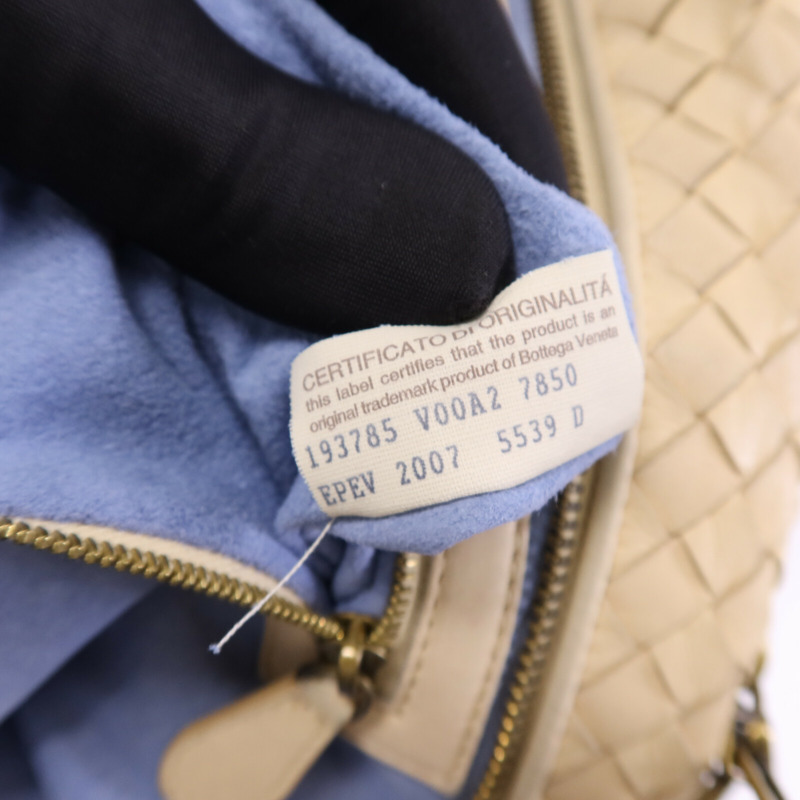 CERTIFICATO DI ORIGINALITÁ
this label certifies that the product is an
original trademark product of Bottega Veneta
193785 V00A2 7850
EPEV 2007 5539 D